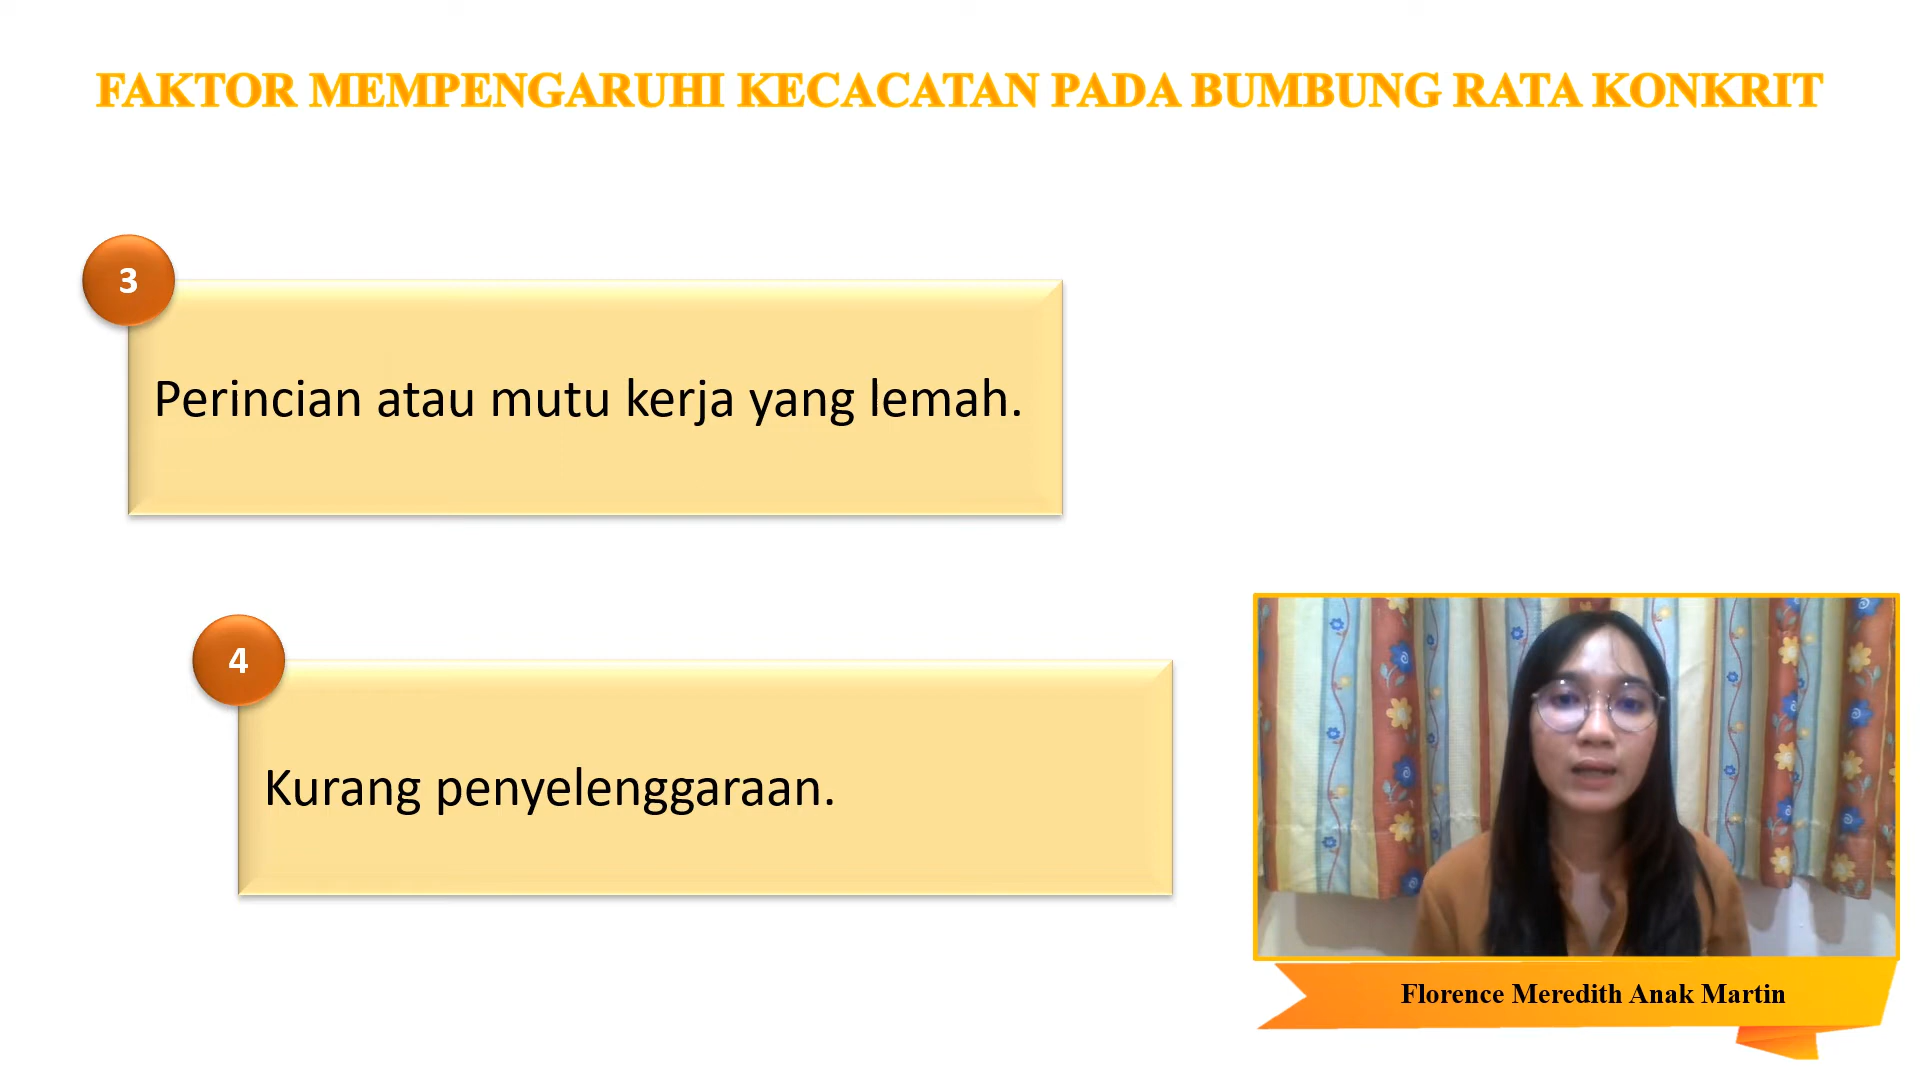 FAKTOR MEMPENGARUHI KECACATAN PADA BUMBUNG RATA KONKRIT
3
Perincian atau mutu kerja yang lemah.
4
Kurang penyelenggaraan.
Florence Meredith Anak Martin